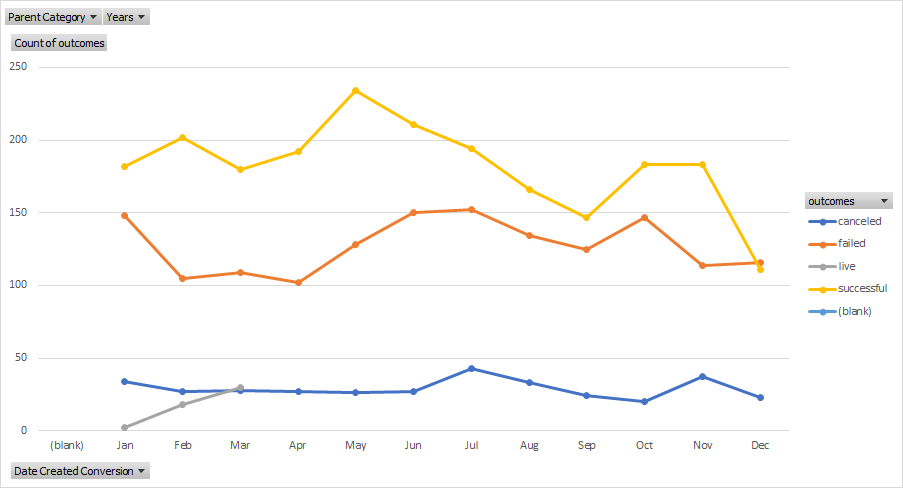 Parent Category Years
Count of outcomes
250
200
150
100
50
0
(blank) Jan Feb Mar Apr May Jun Jul Aug Sep Oct Nov Dec
outcomes
canceled
failed
live
successful
(blank)
Date Created Conversion